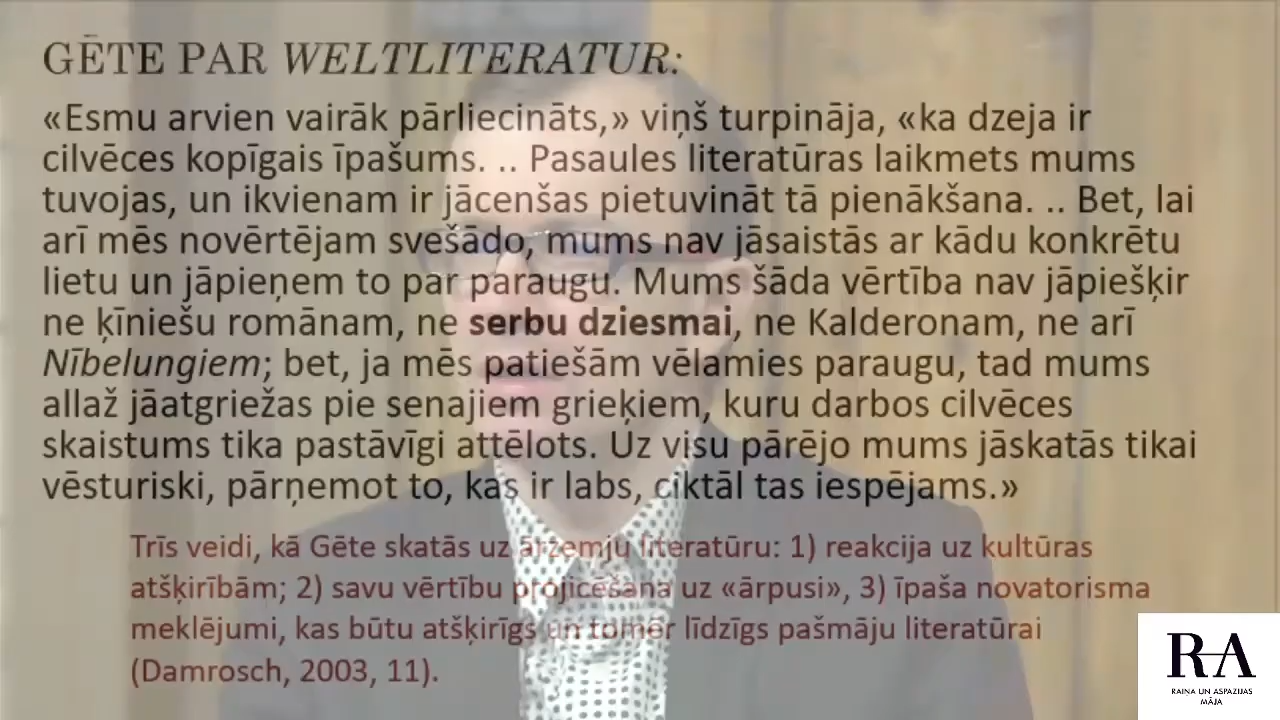 GĒTE PAR WELTLITERATUR:
«Esmu arvien vairāk pārliecināts,» viņš turpināja, «ka dzeja ir
cilvēces kopīgais īpašums. .. Pasaules literatūras laikmets mums
tuvojas, un ikvienam ir jācenšas pietuvināt tā pienākšana. .. Bet, lai
arī mēs novērtējam svešādo, mums nav jāsaistās ar kādu konkrētu
lietu un jāpieņem to par paraugu. Mums šāda vērtība nav jāpiešķir
ne ķīniešu romānam, ne serbu dziesmai, ne Kalderonam, ne arī
Nībelungiem; bet, ja mēs patiešām vēlamies paraugu, tad mums
allaž jāatgriežas pie senajiem grieķiem, kuru darbos cilvēces
skaistums tika pastāvīgi attēlots. Uz visu pārējo mums jāskatās tikai
vēsturiski, pārņemot to, kas ir labs, ciktāl tas iespējams.»
Trīs veidi, kā Gēte skatās uz ārzemju literatūru: 1) reakcija uz kultūras
atšķirībām; 2) savu vērtību projicēšana uz «ārpusi», 3) īpaša novatorisma
meklējumi, kas būtu atšķirīgs un tomēr līdzīgs pašmāju literatūrai
(Damrosch, 2003, 11).
RA
RAIŅA UN ASPAZIJAS
MĀJA